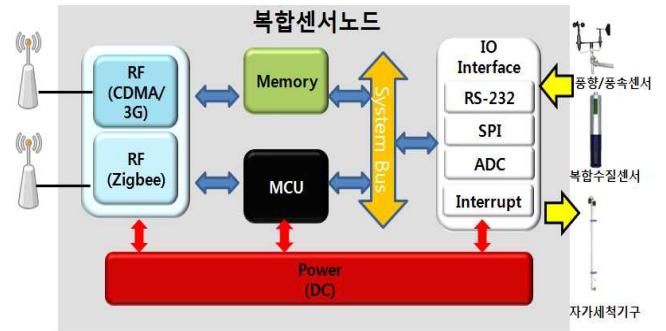 복합센서노드
RF
(CDMA/
3G)
RF
(Zigbee)
Memory
MCU
System Bus
IO
Interface
RS-232
SPI
ADC
Interrupt
Power
(DC)
풍향/풍속센서
복합수질센서
자가세척기구